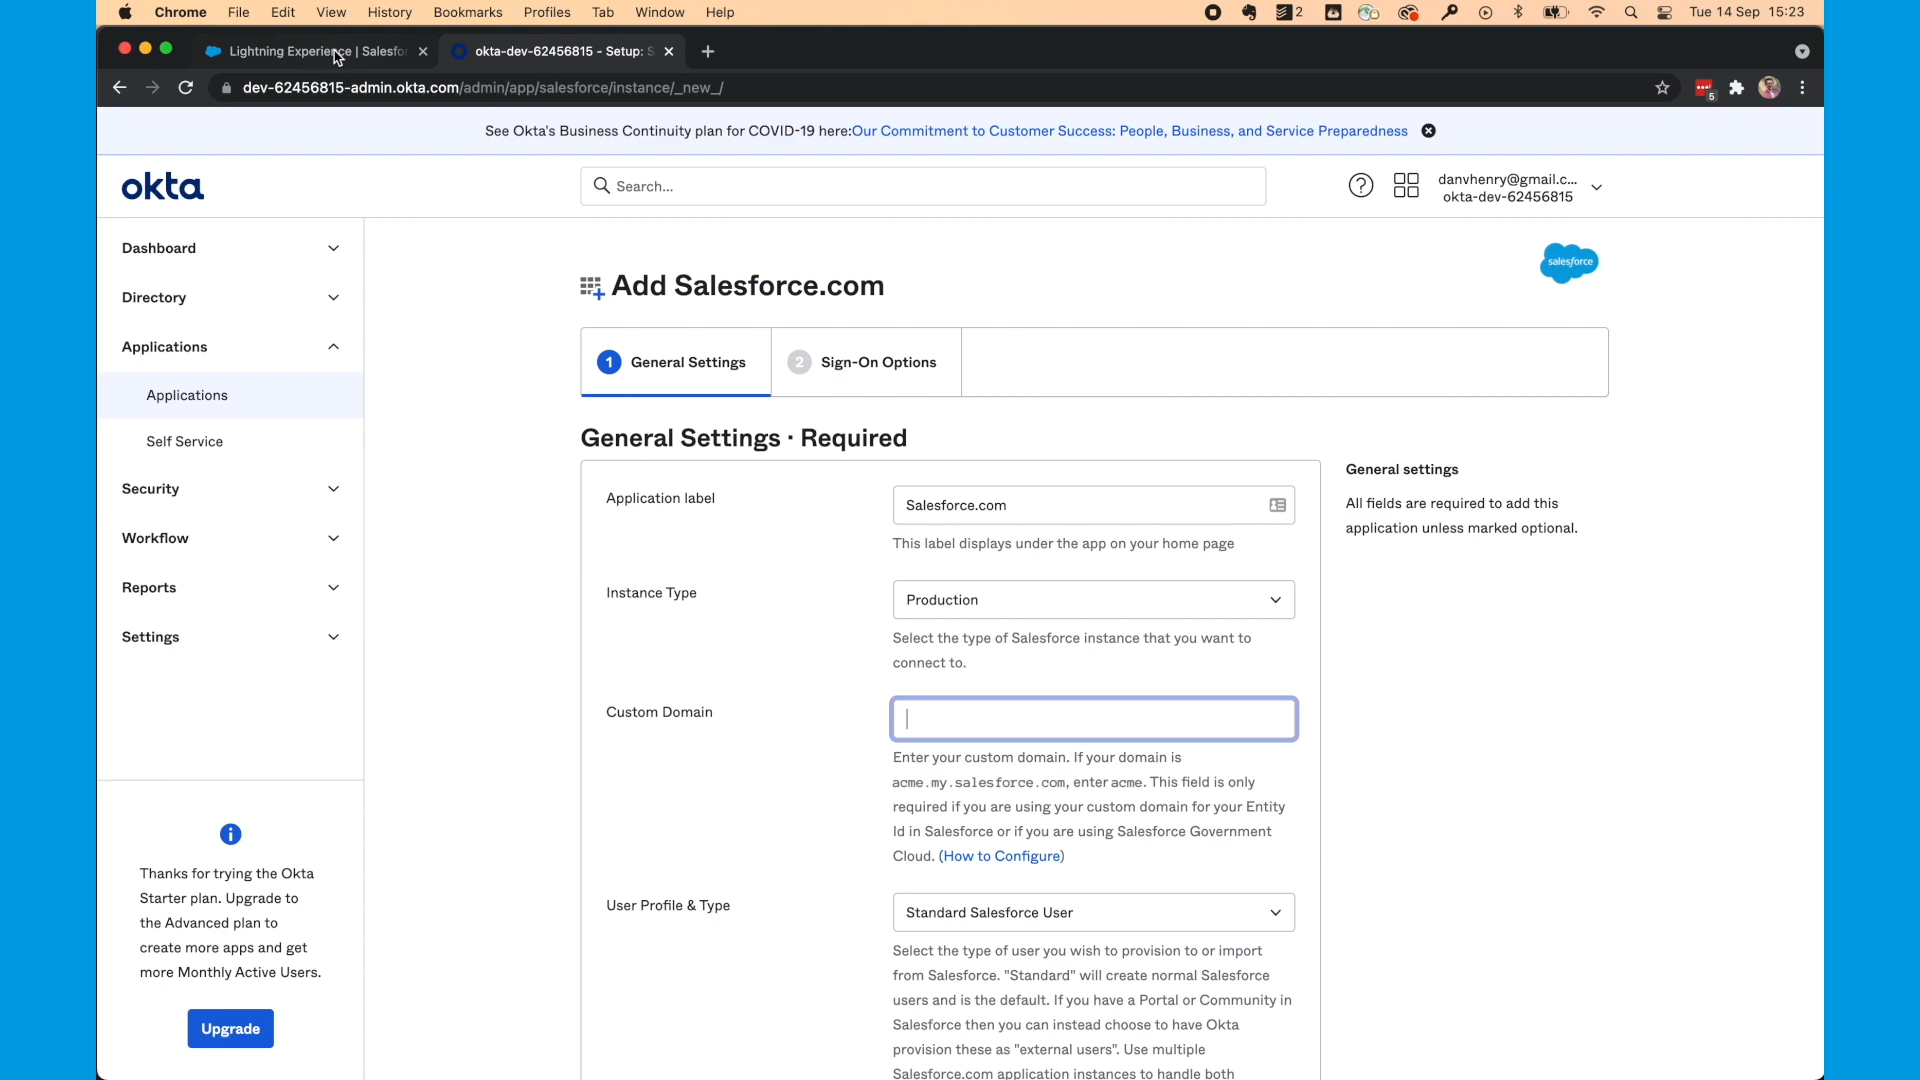 Chrome File Edit View History Bookmarks Profiles Tab Window Help 2 Tue 14 Sep 15:23
Lightning Experience | Salesfor okta-dev-62456815 - Setup: S
dev-62456815-admin.okta.com/admin/app/salesforce/instance/_new_/ 5
See Okta's Business Continuity plan for COVID-19 here:Our Commitment to Customer Success: People, Business, and Service Preparedness
okta
Search...
danvhenry@gmail.c...
okta-dev-62456815
Dashboard
Directory
Applications
Applications
Self Service
Security
Workflow
Reports
Settings
Thanks for trying the Okta
Starter plan. Upgrade to
the Advanced plan to
create more apps and get
more Monthly Active Users.
Upgrade
salesforce
Add Salesforce.com
1 General Settings
2 Sign-On Options
General Settings · Required
Application label
Salesforce.com
This label displays under the app on your home page
Instance Type
Production
Select the type of Salesforce instance that you want to
connect to.
Custom Domain
Enter your custom domain. If your domain is
acme.my.salesforce.com, enter acme. This field is only
required if you are using your custom domain for your Entity
Id in Salesforce or if you are using Salesforce Government
Cloud. (How to Configure)
User Profile & Type
Standard Salesforce User
Select the type of user you wish to provision to or import
from Salesforce. "Standard" will create normal Salesforce
users and is the default. If you have a Portal or Community in
Salesforce then you can instead choose to have Okta
provision these as "external users". Use multiple
Salesforce.com application instances to handle both
General settings
All fields are required to add this
application unless marked optional.